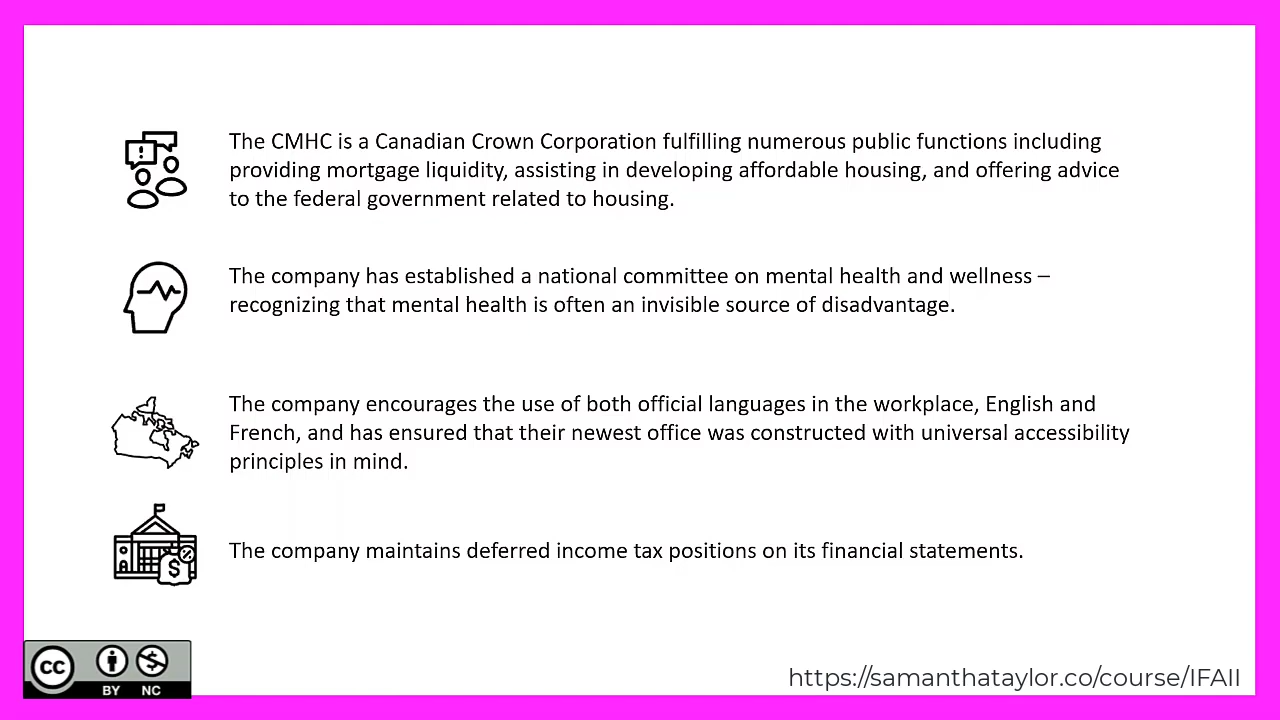 The CMHC is a Canadian Crown Corporation fulfilling numerous public functions including
providing mortgage liquidity, assisting in developing affordable housing, and offering advice
to the federal government related to housing.
The company has established a national committee on mental health and wellness –
recognizing that mental health is often an invisible source of disadvantage.
The company encourages the use of both official languages in the workplace, English and
French, and has ensured that their newest office was constructed with universal accessibility
principles in mind.
The company maintains deferred income tax positions on its financial statements.
cc
BY NC
https://samanthataylor.co/course/IFAII